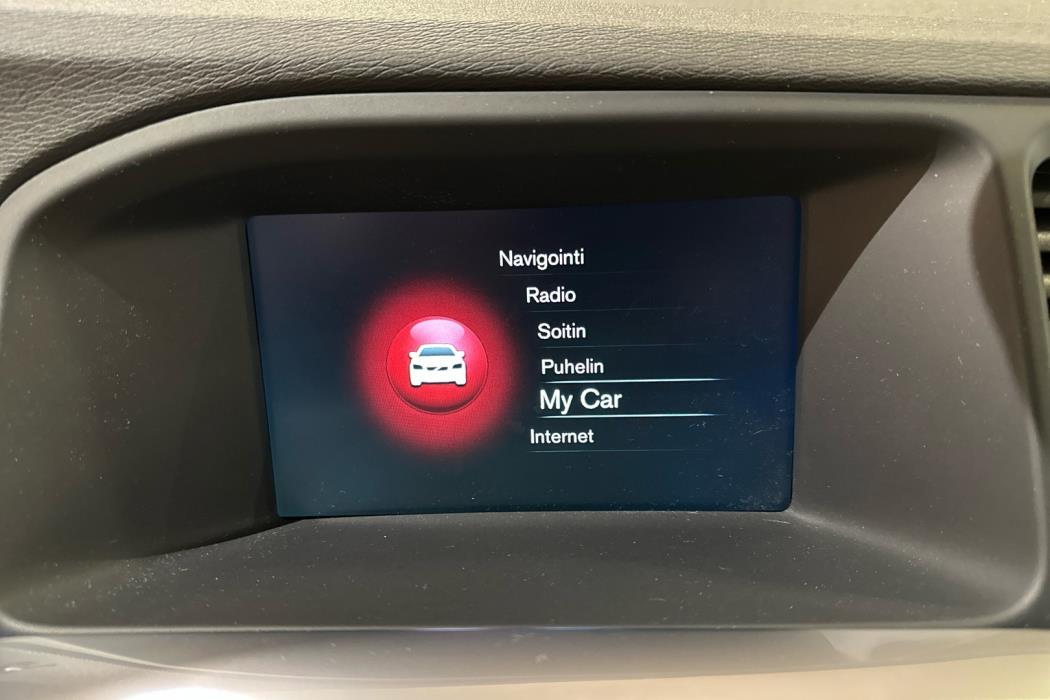 Navigointi
Radio
Soitin
Puhelin
My Car
Internet